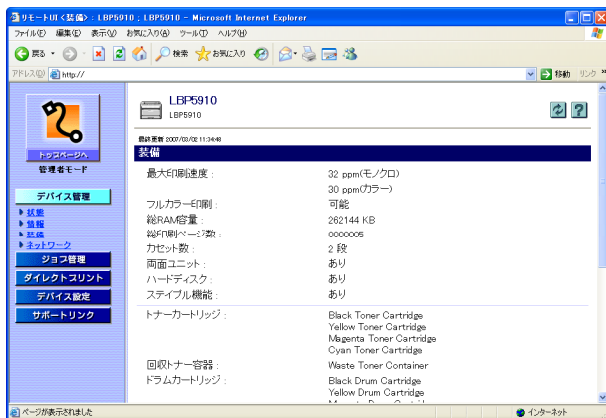 リモートUI <装備> : LBP5910 ; LBP5910 - Microsoft Internet Explorer
ファイル(F) 編集(E) 表示(V) お気に入り(A) ツール(T) ヘルプ(H)
戻る 検索 お気に入り
アドレス(D) http:// 移動 リンク »
LBP5910
LBP5910
トップページへ
管理者モード
最終更新 2007/03/02 11:34:48
装備
デバイス管理
状態
情報
装備
ネットワーク
ジョブ管理
ダイレクトプリント
デバイス設定
サポートリンク
最大印刷速度 : 32 ppm(モノクロ)
30 ppm(カラー)
フルカラー印刷 : 可能
総RAM容量 : 262144 KB
総印刷ページ数 : 0000005
カセット数 : 2 段
両面ユニット : あり
ハードディスク : あり
ステイプル機能 : あり
トナーカートリッジ : Black Toner Cartridge
Yellow Toner Cartridge
Magenta Toner Cartridge
Cyan Toner Cartridge
回収トナー容器 : Waste Toner Container
ドラムカートリッジ : Black Drum Cartridge
Yellow Drum Cartridge
ページが表示されました インターネット